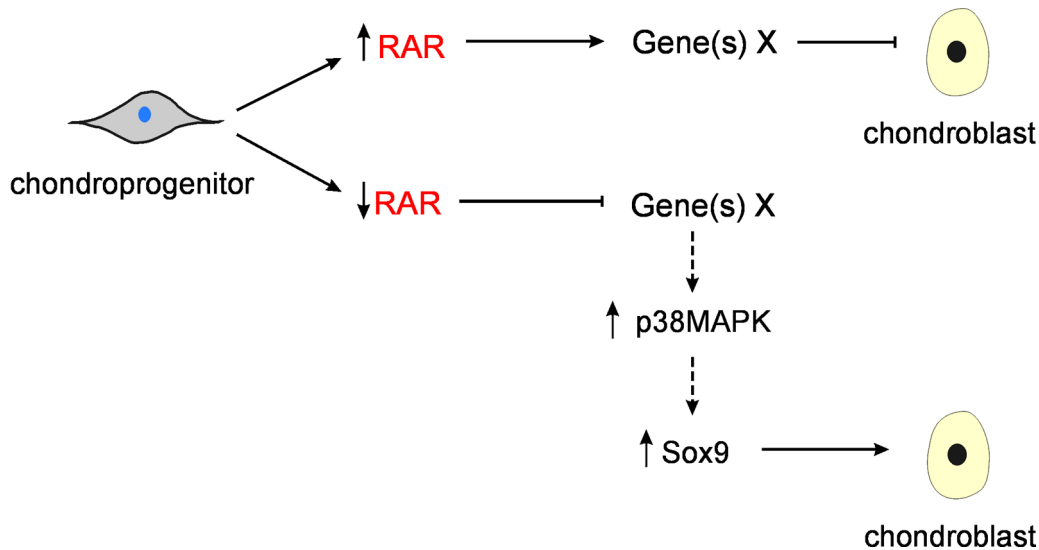 RAR
Gene(s) X
chondroblast
chondroprogenitor
RAR
Gene(s) X
p38MAPK
Sox9
chondroblast